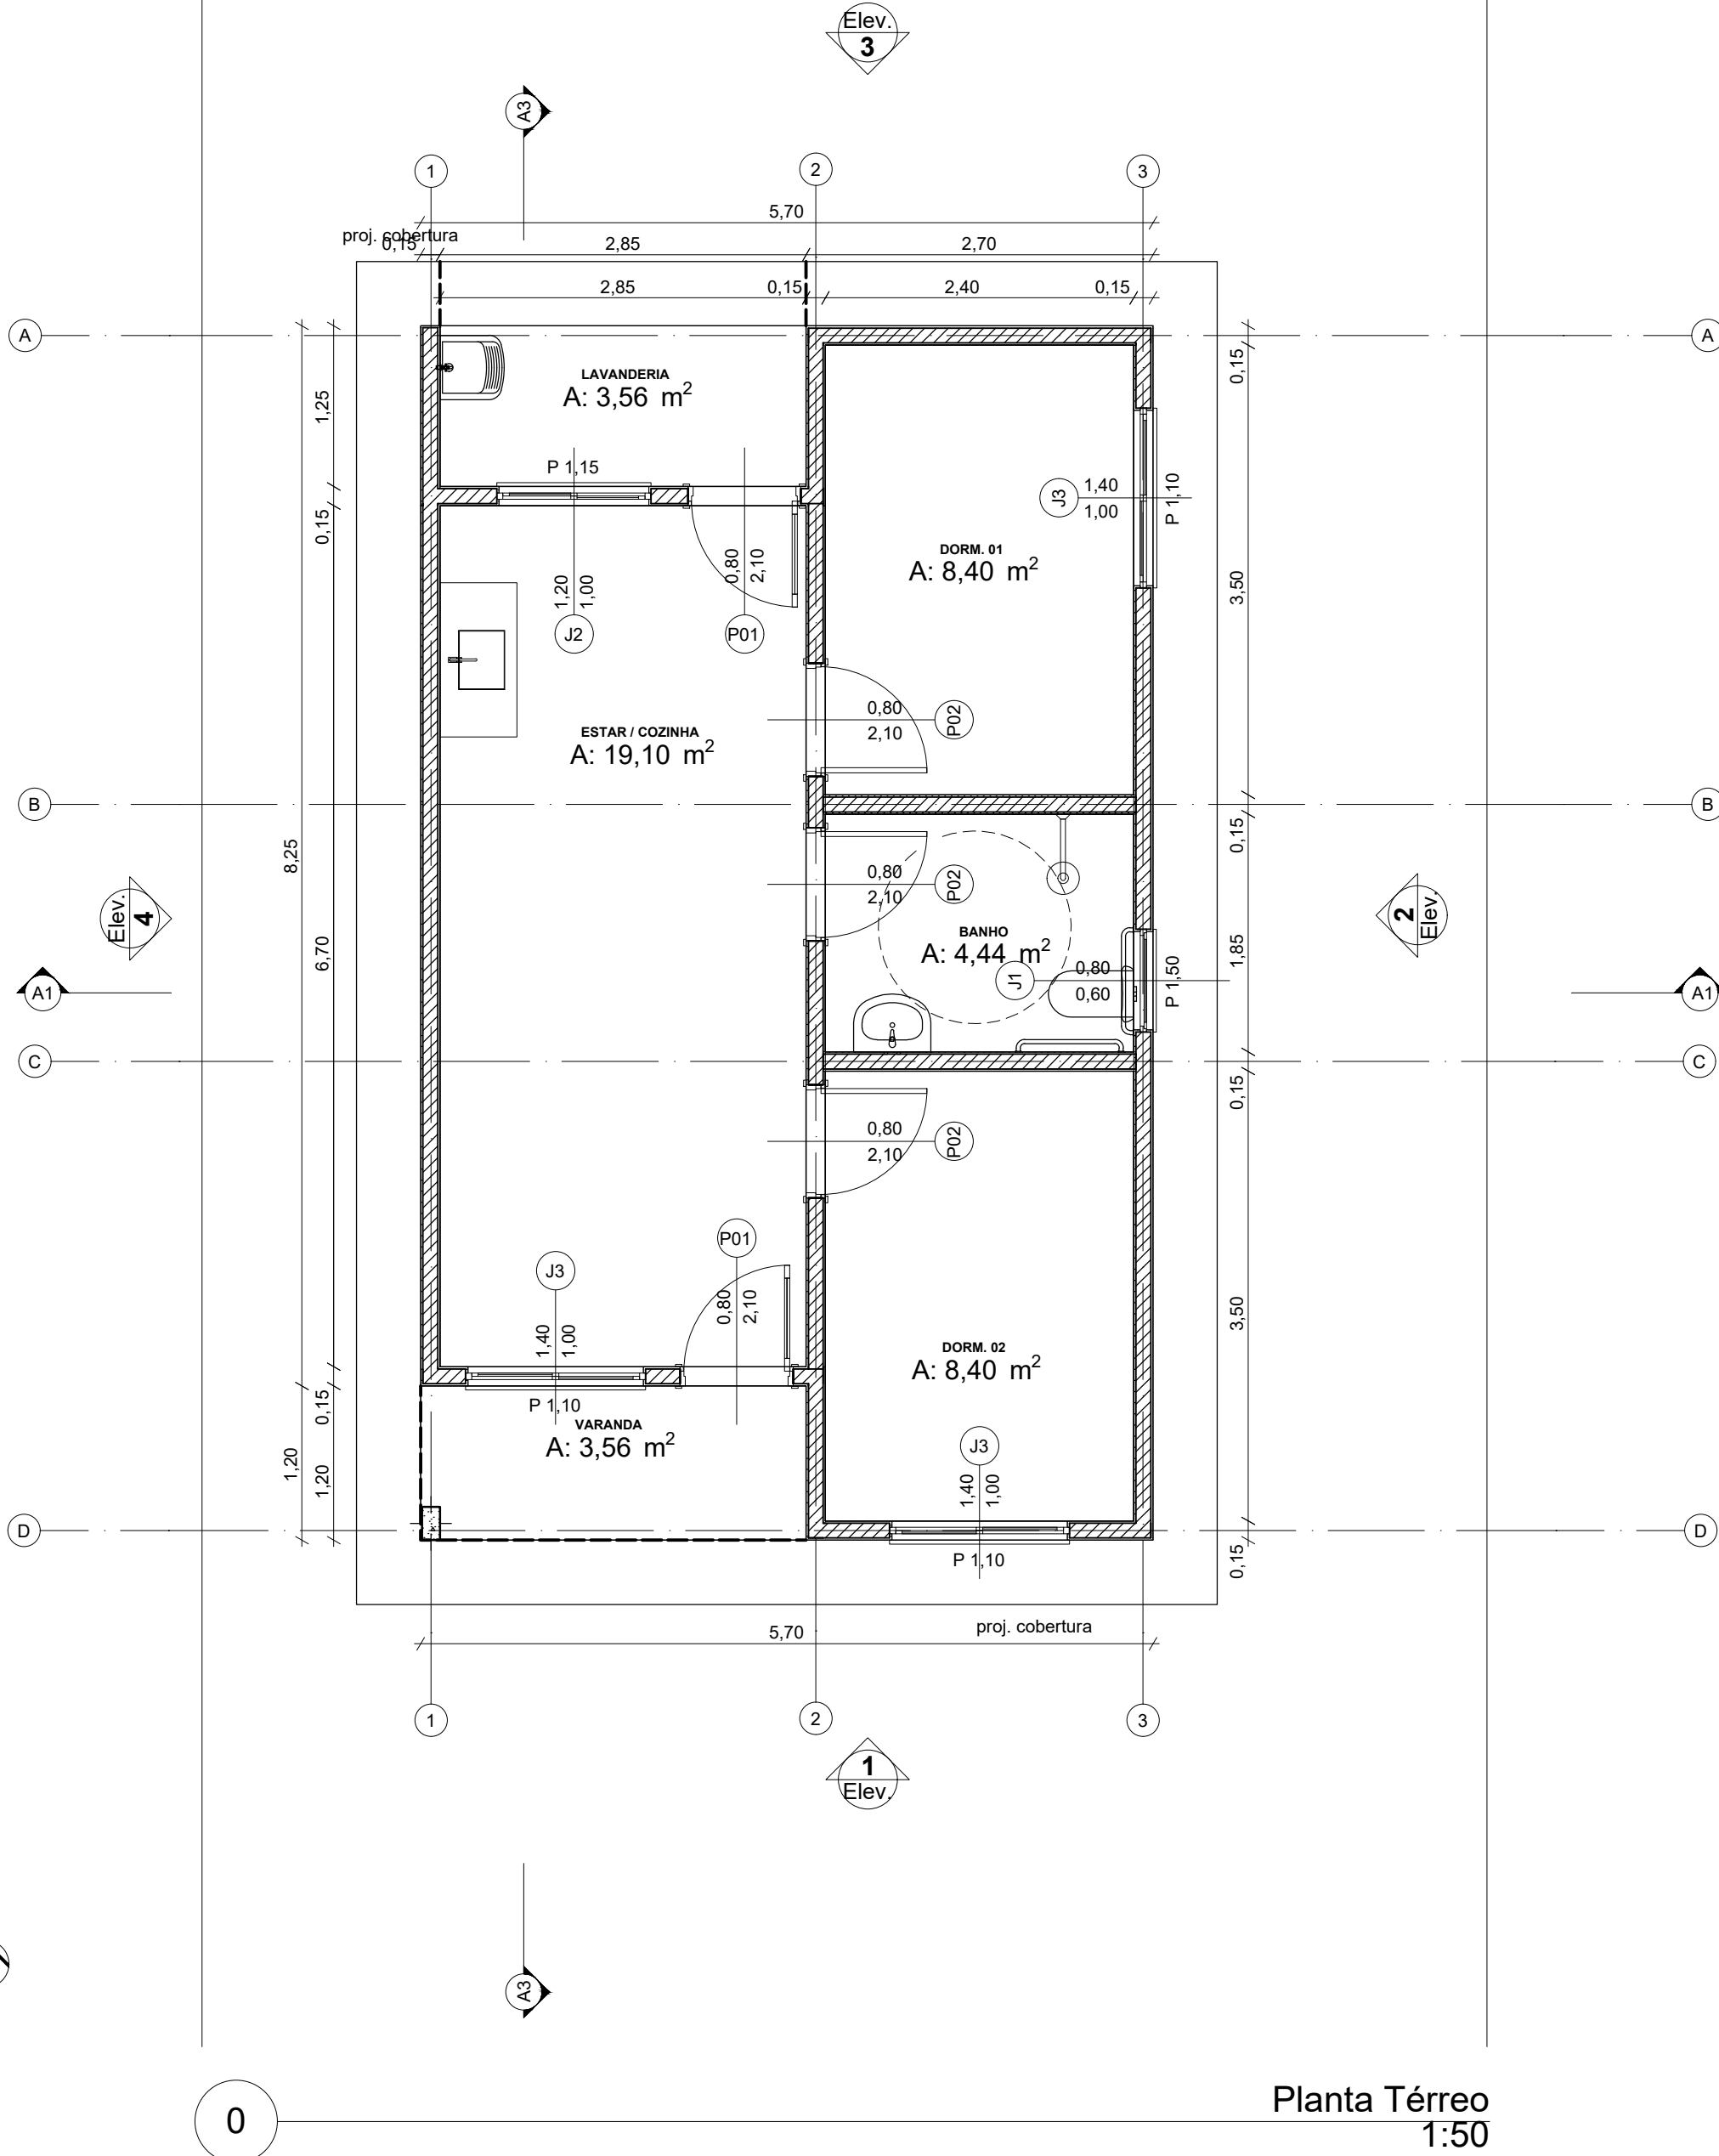 Elev.
3
A3
1
2
3
5,70
proj. cobertura
0,15
2,85
2,70
2,85
0,15
2,40
0,15
A
A
LAVANDERIA
A: 3,56 m²
1,25
0,15
P 1,15
J3
1,40
1,00
P 1,10
0,15
DORM. 01
A: 8,40 m²
1,20
1,00
0,80
2,10
3,50
J2
P01
0,80
2,10
P02
ESTAR / COZINHA
A: 19,10 m²
B
B
0,15
8,25
0,80
2,10
P02
Elev.
4
2
Elev.
6,70
BANHO
A: 4,44 m²
1,85
J1
0,80
0,60
P 1,50
A1
A1
C
C
0,15
0,80
2,10
P02
P01
J3
0,80
2,10
1,40
1,00
3,50
DORM. 02
A: 8,40 m²
P 1,10
0,15
VARANDA
A: 3,56 m²
J3
1,20
1,20
1,40
1,00
D
D
P 1,10
0,15
proj. cobertura
5,70
1
2
3
1
Elev.
A3
0
Planta Térreo
1:50